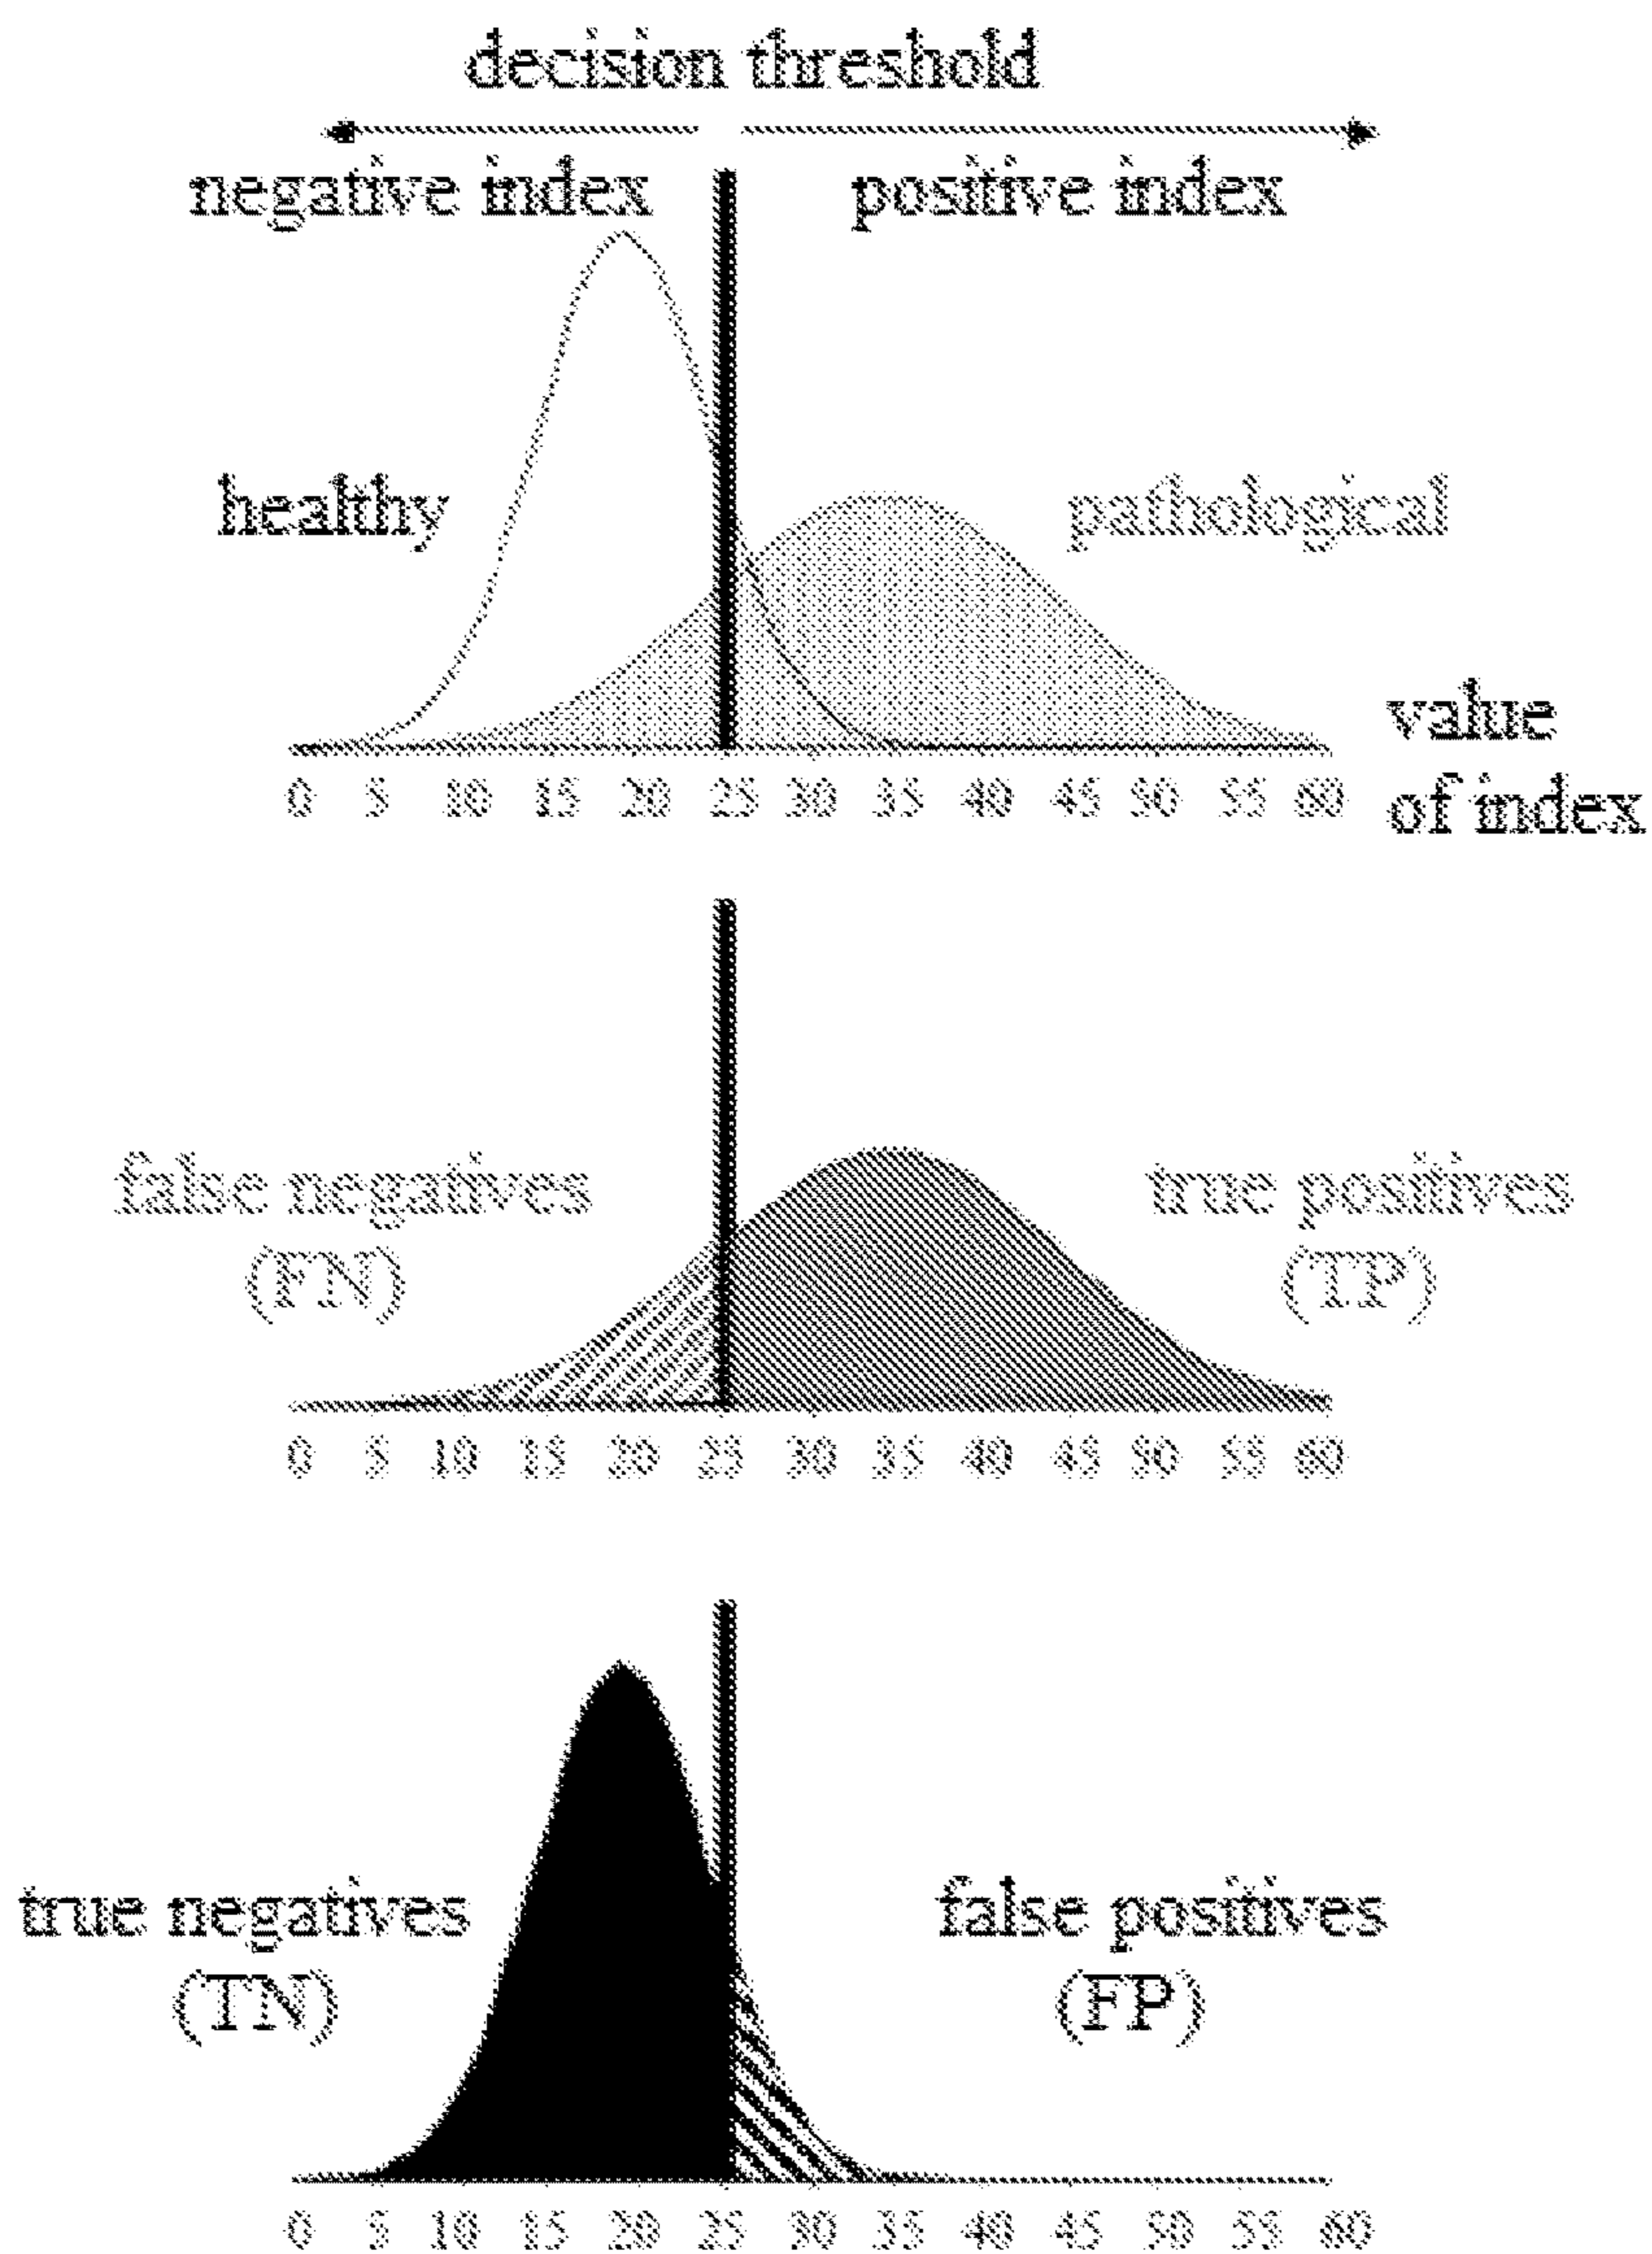 decision threshold
negative index positive index
healthy pathological
value
of index
0 5 10 15 20 25 30 35 40 45 50 55 60
false negatives true positives
(FN) (TP)
0 5 10 15 20 25 30 35 40 45 50 55 60
true negatives false positives
(TN) (FP)
0 5 10 15 20 25 30 35 40 45 50 55 60